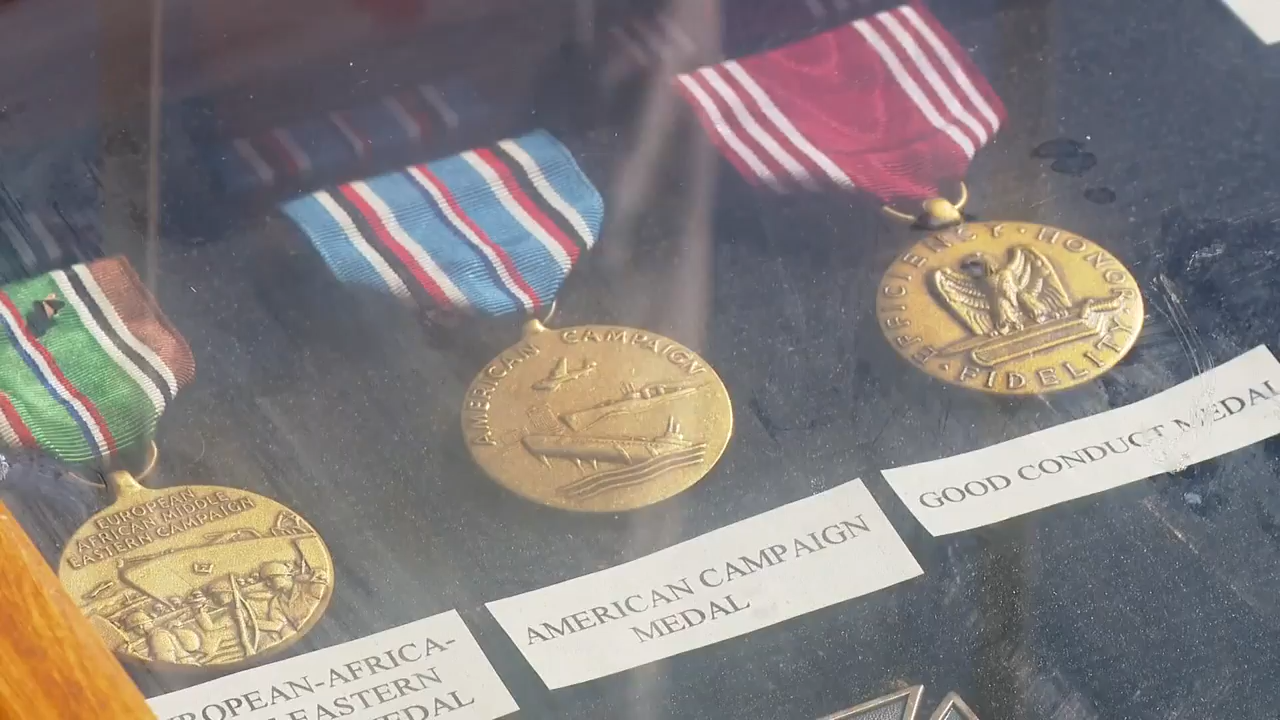 EUROPEAN
AFRICAN MIDDLE
EASTERN CAMPAIGN
ROPEAN-AFRICA-
EASTERN
EDAL
AMERICAN CAMPAIGN
AMERICAN CAMPAIGN
MEDAL
EFFICIENCY · HONOR
· FIDELITY ·
GOOD CONDUCT MEDAL